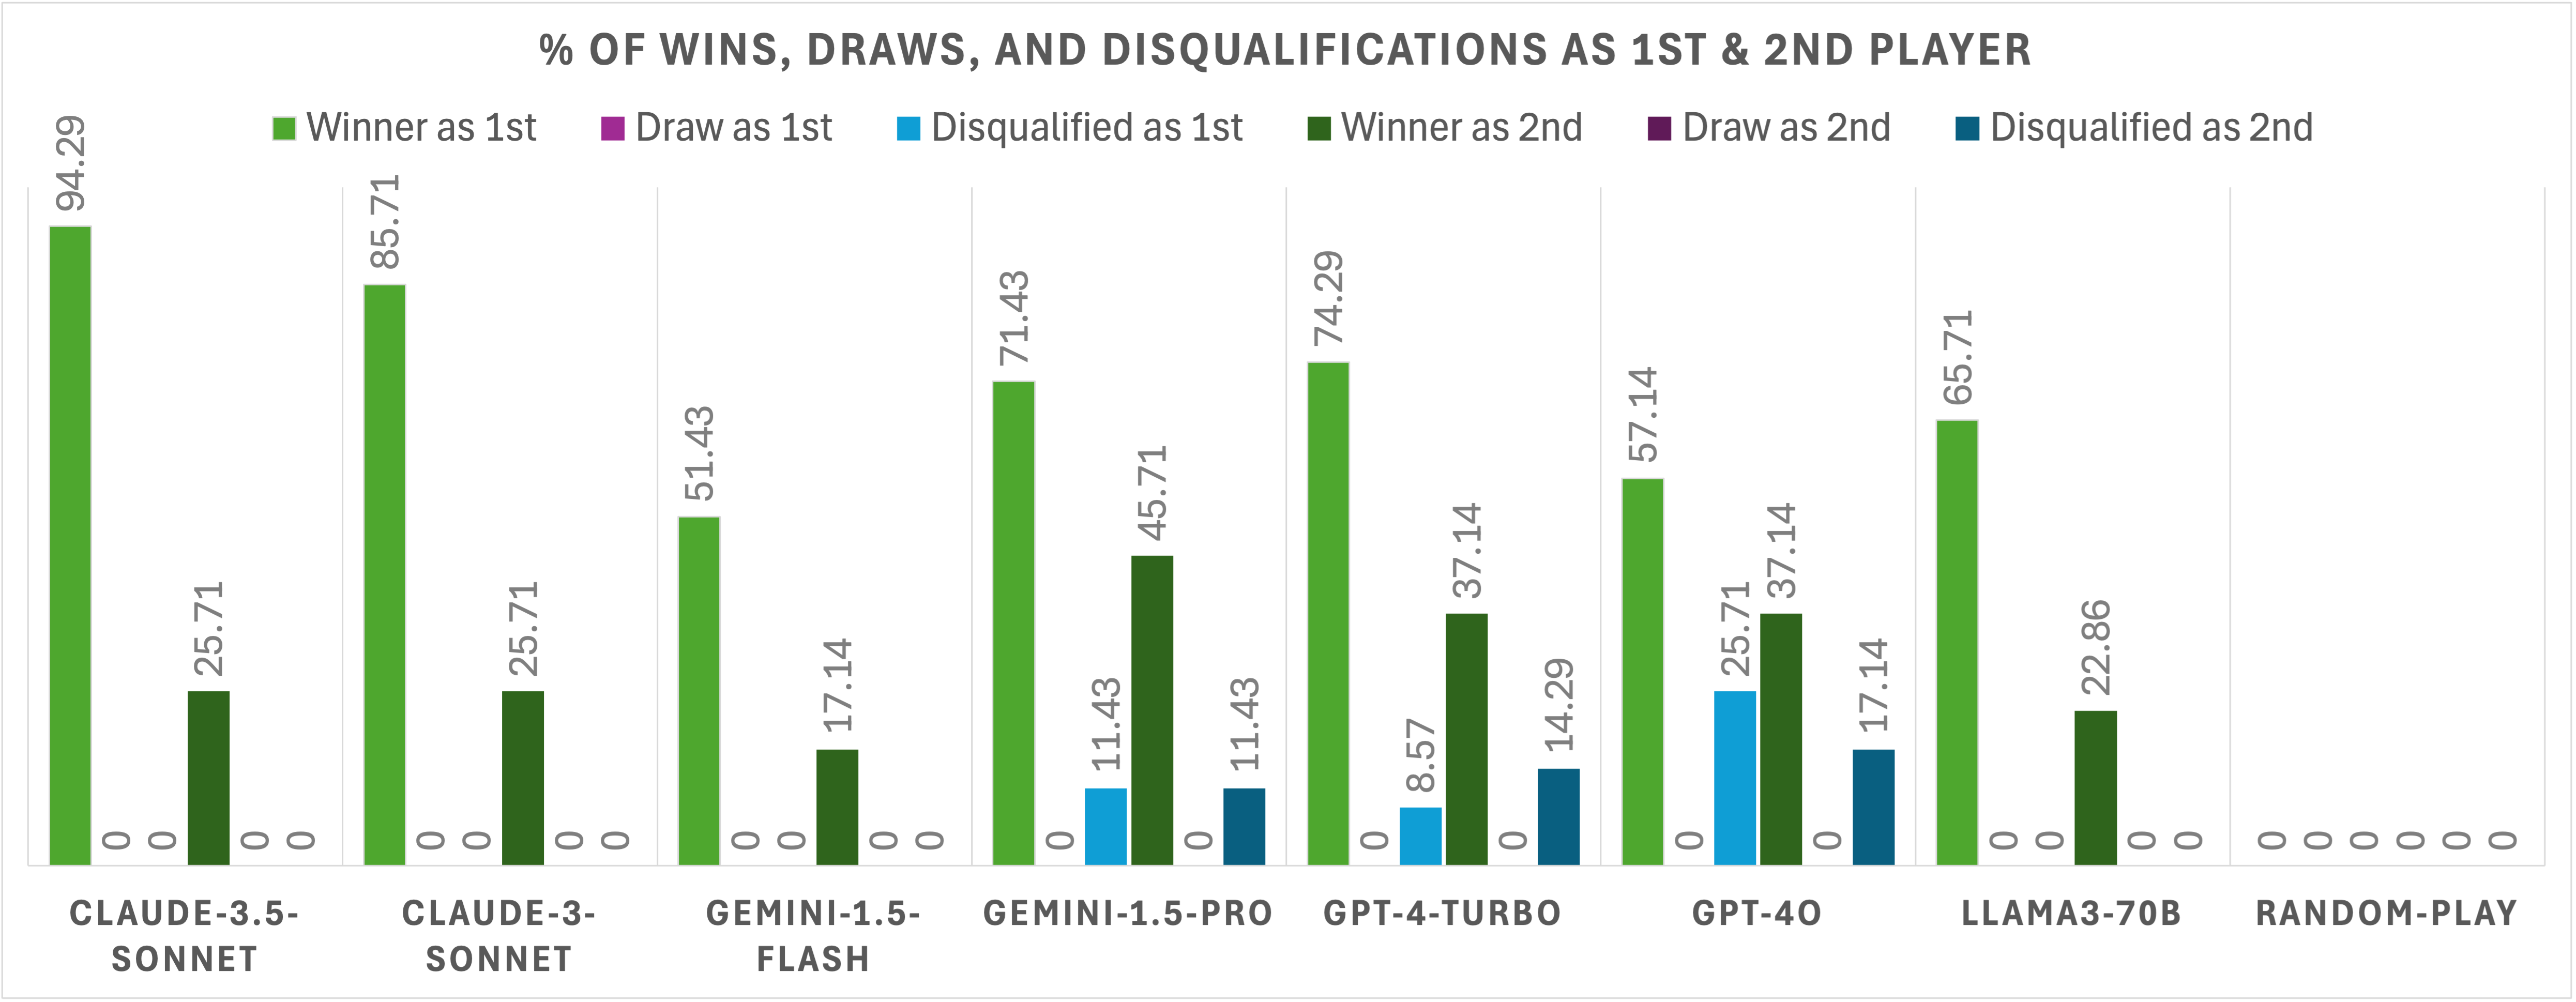 % OF WINS, DRAWS, AND DISQUALIFICATIONS AS 1ST & 2ND PLAYER
Winner as 1st Draw as 1st Disqualified as 1st Winner as 2nd Draw as 2nd Disqualified as 2nd
94.29 0 0 25.71 0 0
85.71 0 0 25.71 0 0
51.43 0 0 17.14 0 0
71.43 0 11.43 45.71 0 11.43
74.29 0 8.57 37.14 0 14.29
57.14 0 25.71 37.14 0 17.14
65.71 0 0 22.86 0 0
0 0 0 0 0 0
CLAUDE-3.5-
SONNET
CLAUDE-3-
SONNET
GEMINI-1.5-
FLASH
GEMINI-1.5-PRO
GPT-4-TURBO
GPT-4O
LLAMA3-70B
RANDOM-PLAY